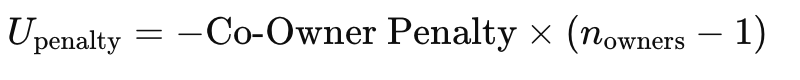 U_penalty = −Co-Owner Penalty × (n_owners − 1)